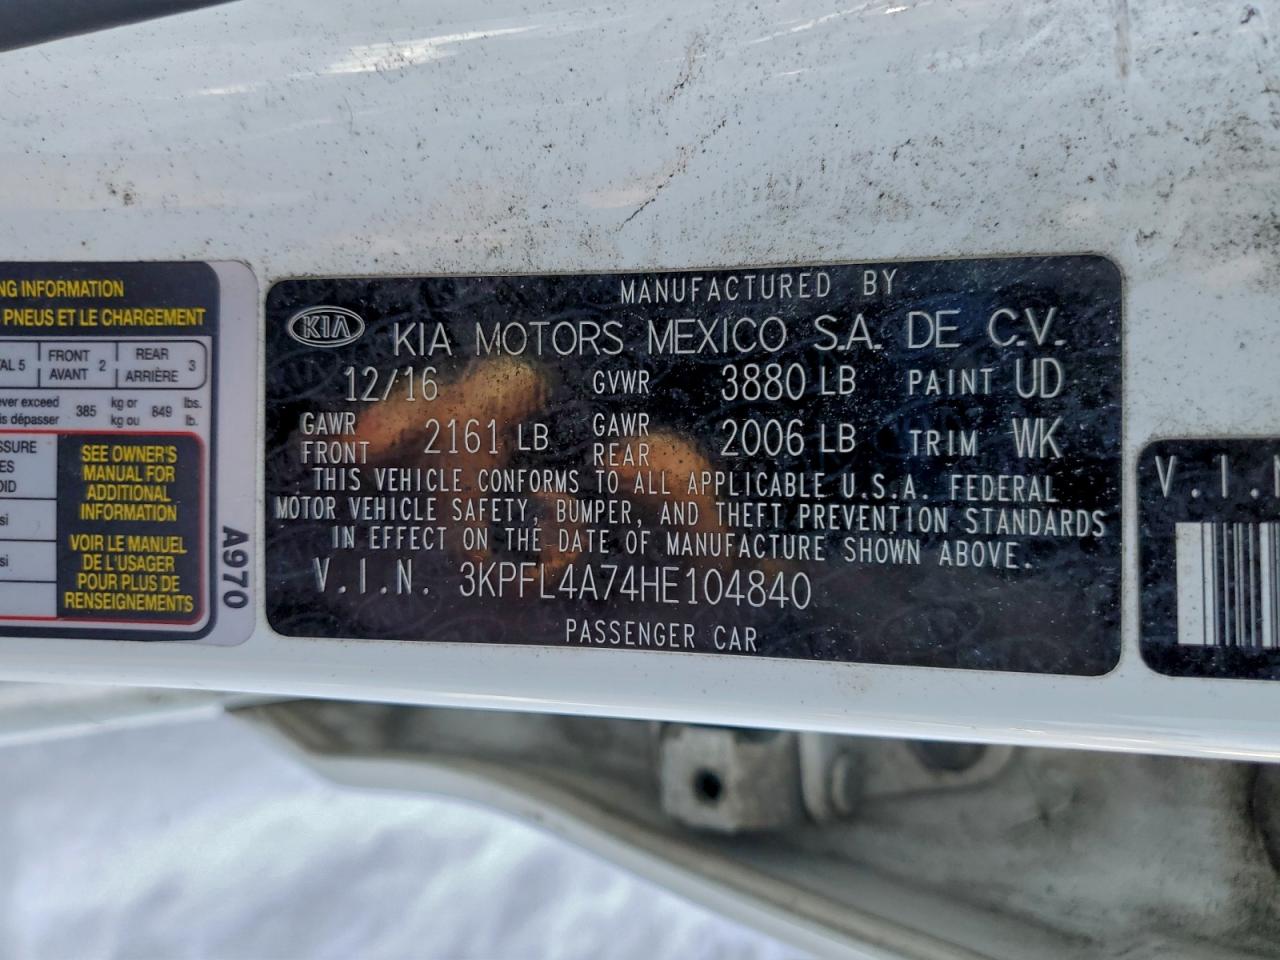 NG INFORMATION
PNEUS ET LE CHARGEMENT
AL 5 FRONT AVANT 2 REAR ARRIÈRE 3
ever exceed is dépasser 385 kg or kg ou 849 lbs. lb.
SSURE
ES
OID
si
si
SEE OWNER'S
MANUAL FOR
ADDITIONAL
INFORMATION
VOIR LE MANUEL
DE L'USAGER
POUR PLUS DE
RENSEIGNEMENTS
A970
MANUFACTURED BY
KIA
KIA MOTORS MEXICO S.A. DE C.V.
12/16 GVWR 3880 LB PAINT UD
GAWR FRONT 2161 LB GAWR REAR 2006 LB TRIM WK
THIS VEHICLE CONFORMS TO ALL APPLICABLE U.S.A. FEDERAL
MOTOR VEHICLE SAFETY, BUMPER, AND THEFT PREVENTION STANDARDS
IN EFFECT ON THE DATE OF MANUFACTURE SHOWN ABOVE.
V.I.N. 3KPFL4A74HE104840
PASSENGER CAR
V.I.